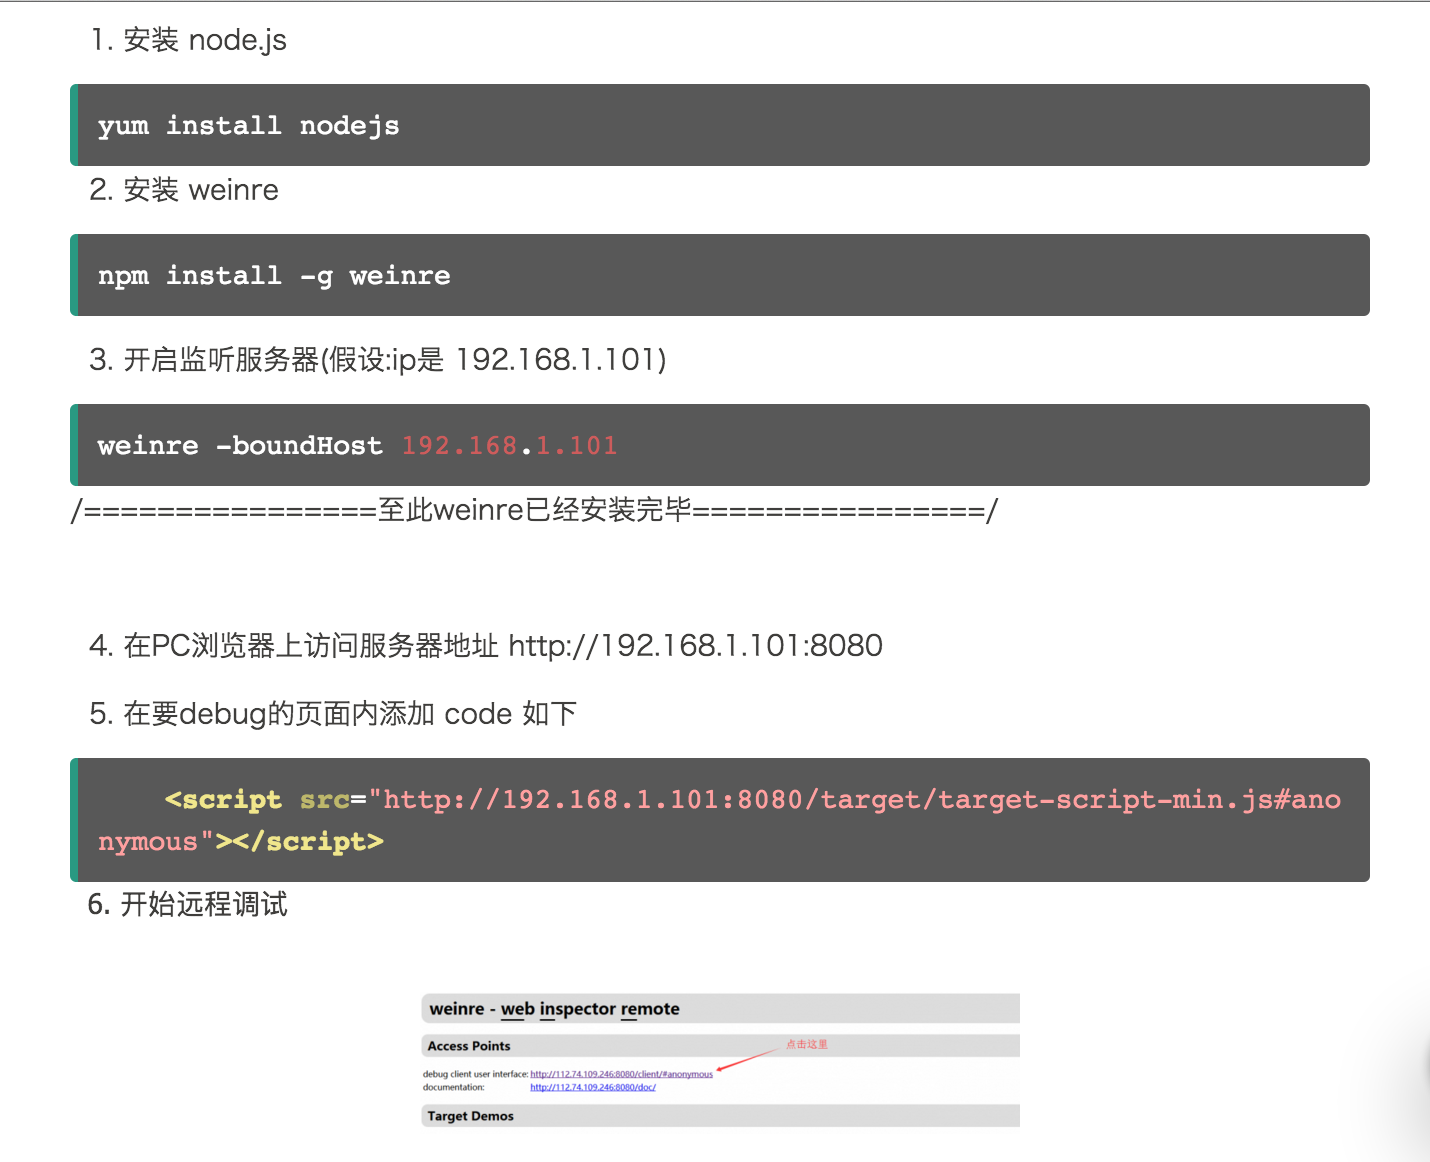 1. 安装 node.js
yum install nodejs
2. 安装 weinre
npm install -g weinre
3. 开启监听服务器(假设:ip是 192.168.1.101)
weinre -boundHost 192.168.1.101
/================至此weinre已经安装完毕================/
4. 在PC浏览器上访问服务器地址 http://192.168.1.101:8080
5. 在要debug的页面内添加 code 如下
<script src="http://192.168.1.101:8080/target/target-script-min.js#ano
nymous"></script>
6. 开始远程调试
weinre - web inspector remote
Access Points
点击这里
debug client user interface: http://112.74.109.246:8080/client/#anonymous
documentation: http://112.74.109.246:8080/doc/
Target Demos